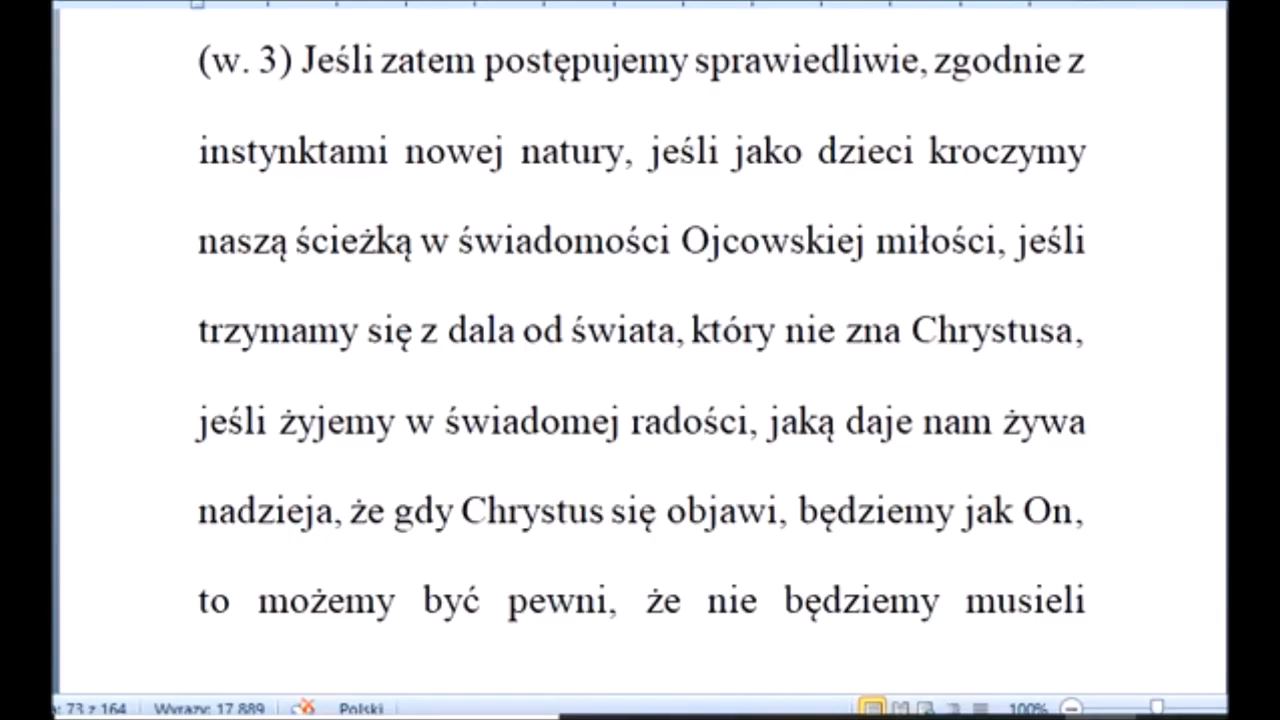 (w. 3) Jeśli zatem postępujemy sprawiedliwie, zgodnie z
instynktami nowej natury, jeśli jako dzieci kroczymy
naszą ścieżką w świadomości Ojcowskiej miłości, jeśli
trzymamy się z dala od świata, który nie zna Chrystusa,
jeśli żyjemy w świadomej radości, jaką daje nam żywa
nadzieja, że gdy Chrystus się objawi, będziemy jak On,
to możemy być pewni, że nie będziemy musieli
: 73 z 164 Wyrazy: 17 889 Polski 100%